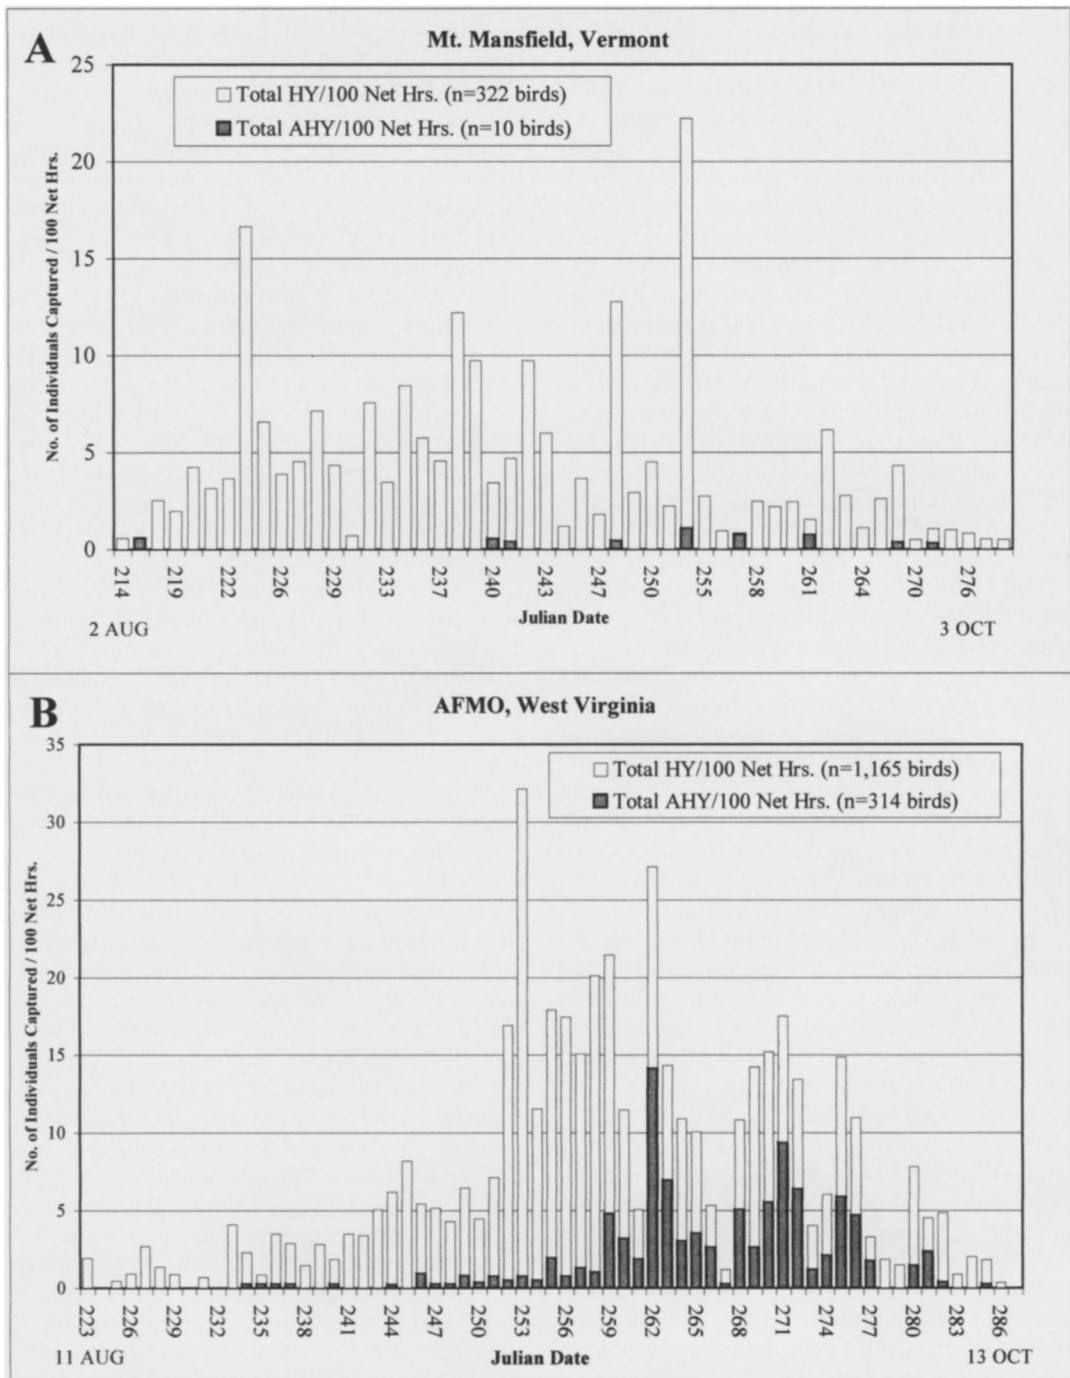 A
Mt. Mansfield, Vermont
Total HY/100 Net Hrs. (n=322 birds)
Total AHY/100 Net Hrs. (n=10 birds)
No. of Individuals Captured / 100 Net Hrs.
25
20
15
10
5
0
214 219 222 226 229 233 237 240 243 247 250 255 258 261 264 270 276
Julian Date
2 AUG 3 OCT
B
AFMO, West Virginia
Total HY/100 Net Hrs. (n=1,165 birds)
Total AHY/100 Net Hrs. (n=314 birds)
No. of Individuals Captured / 100 Net Hrs.
35
30
25
20
15
10
5
0
223 226 229 232 235 238 241 244 247 250 253 256 259 262 265 268 271 274 277 280 283 286
11 AUG Julian Date 13 OCT